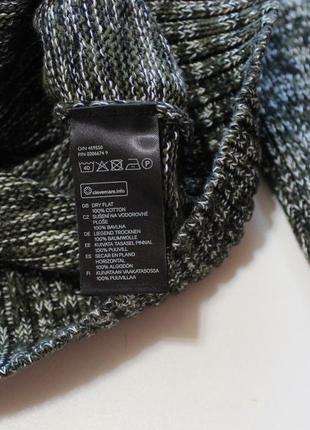 O/N 419250
P/N 0306674 9
40
P
clevercare.info
GB DRY FLAT
100% COTTON
CZ SUŠENÍ NA VODOROVNÉ
PLOŠE
100% BAVLNA
DE LIEGEND TROCKNEN
100% BAUMWOLLE
EE KUIVATA TASASEL PINNAL
100% PUUVILL
ES SECAR EN PLANO
HORIZONTAL
100% ALGODÓN
FI KUIVATAAN VAAKATASOSSA
100% PUUVILLAA